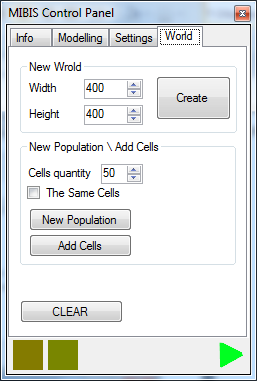 MIBIS Control Panel
Info Modelling Settings World
New Wrold
Width 400
Height 400
Create
New Population \ Add Cells
Cells quantity 50
The Same Cells
New Population
Add Cells
CLEAR